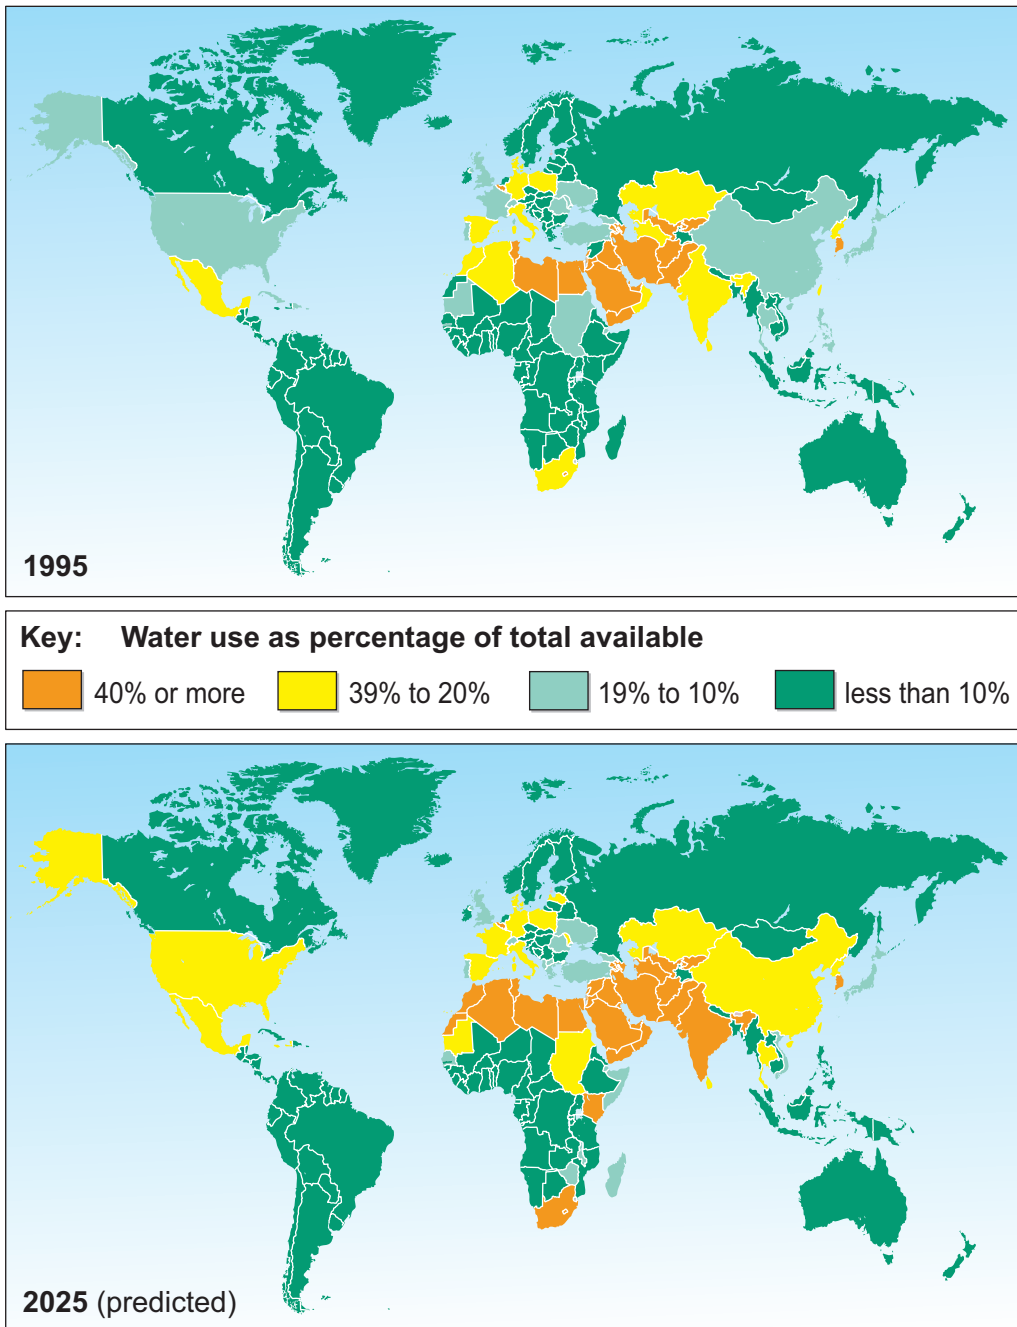 1995
Key: Water use as percentage of total available
40% or more 39% to 20% 19% to 10% less than 10%
2025 (predicted)